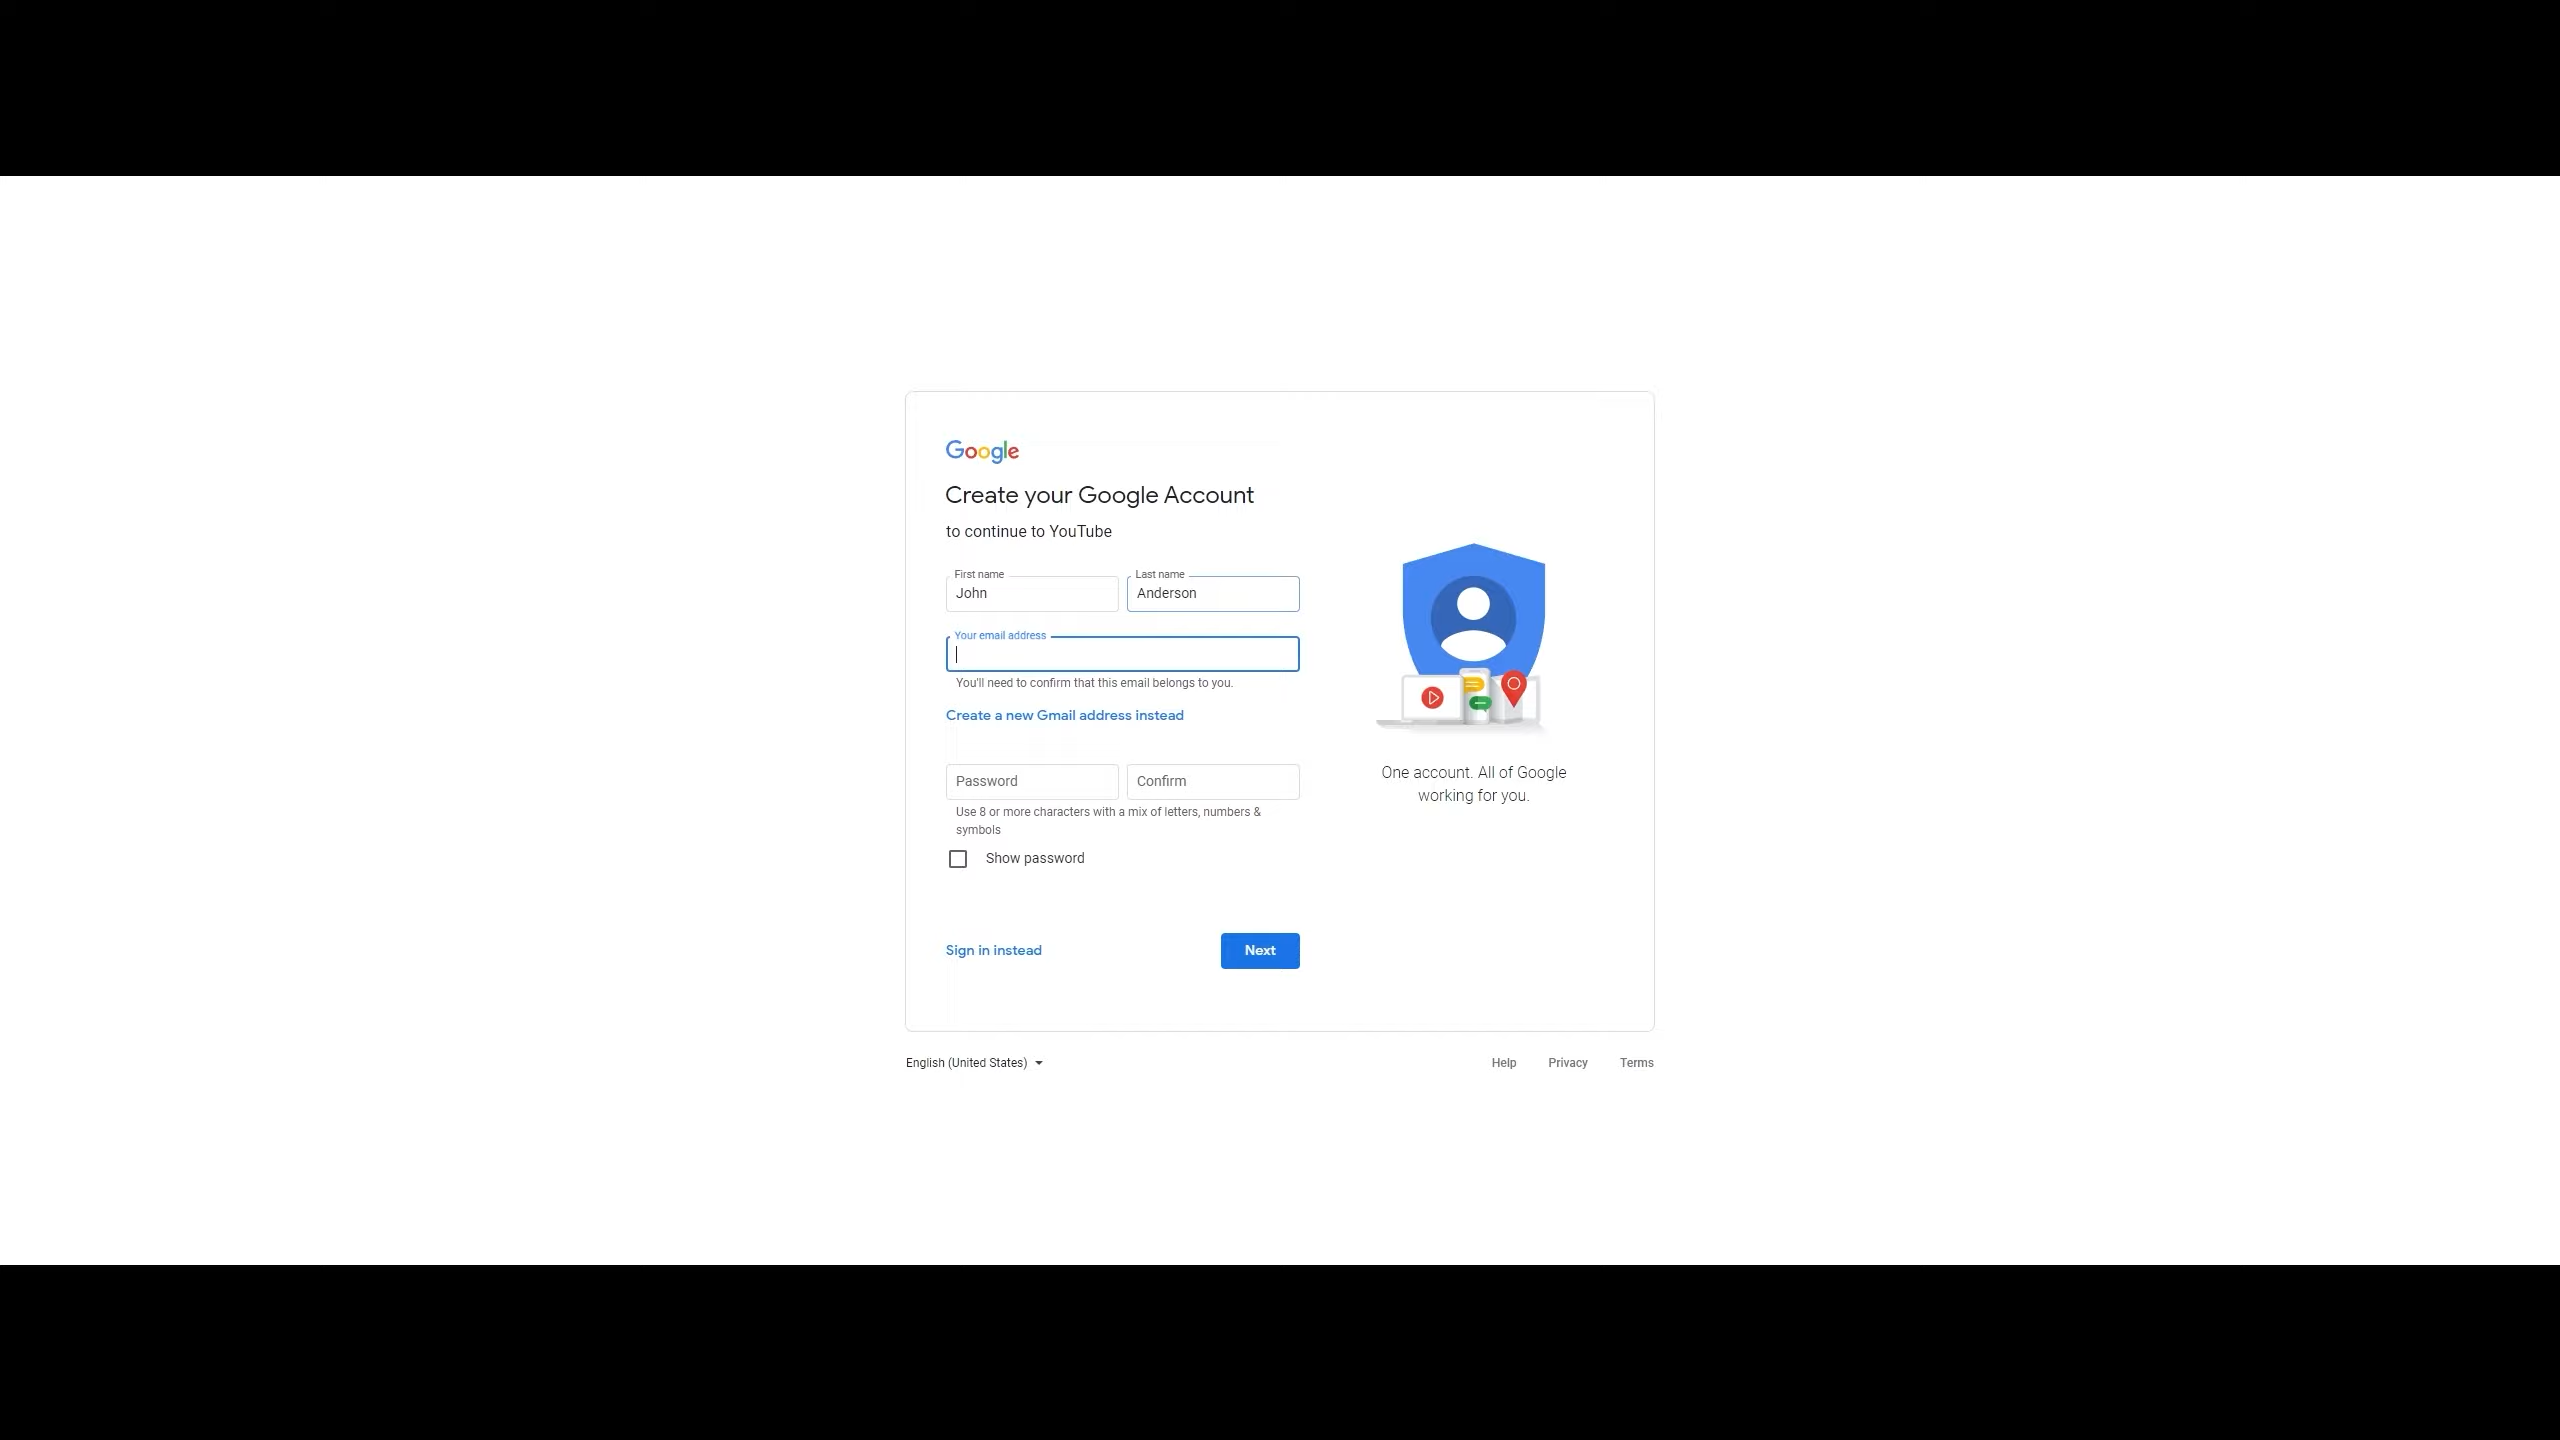 Google
Create your Google Account
to continue to YouTube
First name
John
Last name
Anderson
Your email address
You'll need to confirm that this email belongs to you.
Create a new Gmail address instead
Password
Confirm
Use 8 or more characters with a mix of letters, numbers &
symbols
Show password
Sign in instead
Next
One account. All of Google
working for you.
English (United States)
Help
Privacy
Terms